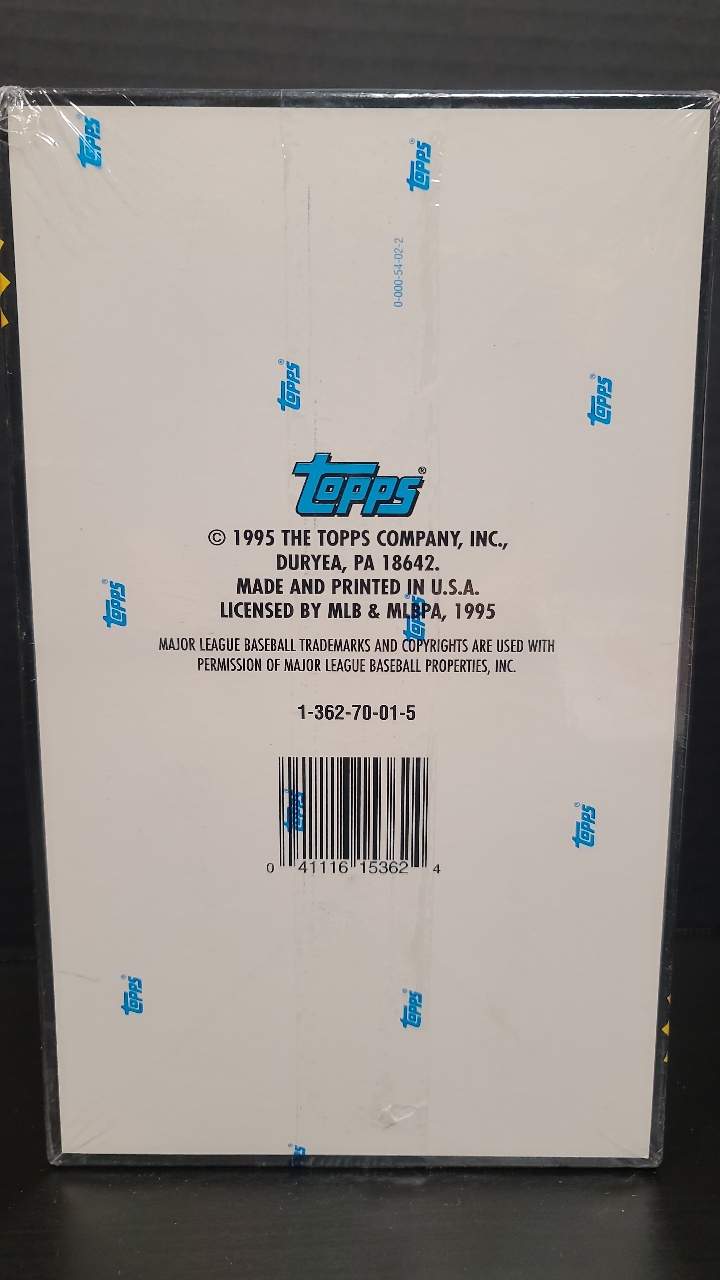 Topps
Topps®
0-000-54-02-2
Topps®
Topps®
Topps®
© 1995 THE TOPPS COMPANY, INC.,
DURYEA, PA 18642.
MADE AND PRINTED IN U.S.A.
LICENSED BY MLB & MLBPA, 1995
Topps®
Topps
MAJOR LEAGUE BASEBALL TRADEMARKS AND COPYRIGHTS ARE USED WITH
PERMISSION OF MAJOR LEAGUE BASEBALL PROPERTIES, INC.
1-362-70-01-5
Topps
Topps®
0 41116 15362 4
Topps®
Topps®